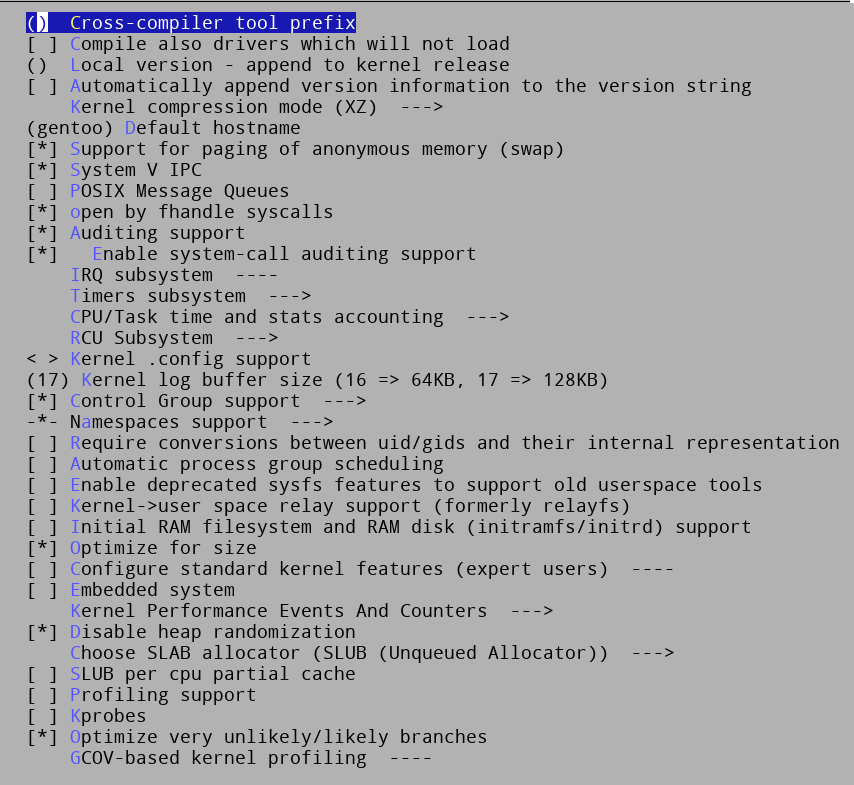 ()  Cross-compiler tool prefix
[ ] Compile also drivers which will not load
()  Local version - append to kernel release
[ ] Automatically append version information to the version string
    Kernel compression mode (XZ)  --->
(gentoo) Default hostname
[*] Support for paging of anonymous memory (swap)
[*] System V IPC
[ ] POSIX Message Queues
[*] open by fhandle syscalls
[*] Auditing support
[*]   Enable system-call auditing support
    IRQ subsystem  ----
    Timers subsystem  --->
    CPU/Task time and stats accounting  --->
    RCU Subsystem  --->
< > Kernel .config support
(17) Kernel log buffer size (16 => 64KB, 17 => 128KB)
[*] Control Group support  --->
-*- Namespaces support  --->
[ ] Require conversions between uid/gids and their internal representation
[ ] Automatic process group scheduling
[ ] Enable deprecated sysfs features to support old userspace tools
[ ] Kernel->user space relay support (formerly relayfs)
[ ] Initial RAM filesystem and RAM disk (initramfs/initrd) support
[*] Optimize for size
[ ] Configure standard kernel features (expert users)  ----
[ ] Embedded system
    Kernel Performance Events And Counters  --->
[*] Disable heap randomization
    Choose SLAB allocator (SLUB (Unqueued Allocator))  --->
[ ] SLUB per cpu partial cache
[ ] Profiling support
[ ] Kprobes
[*] Optimize very unlikely/likely branches
    GCOV-based kernel profiling  ----